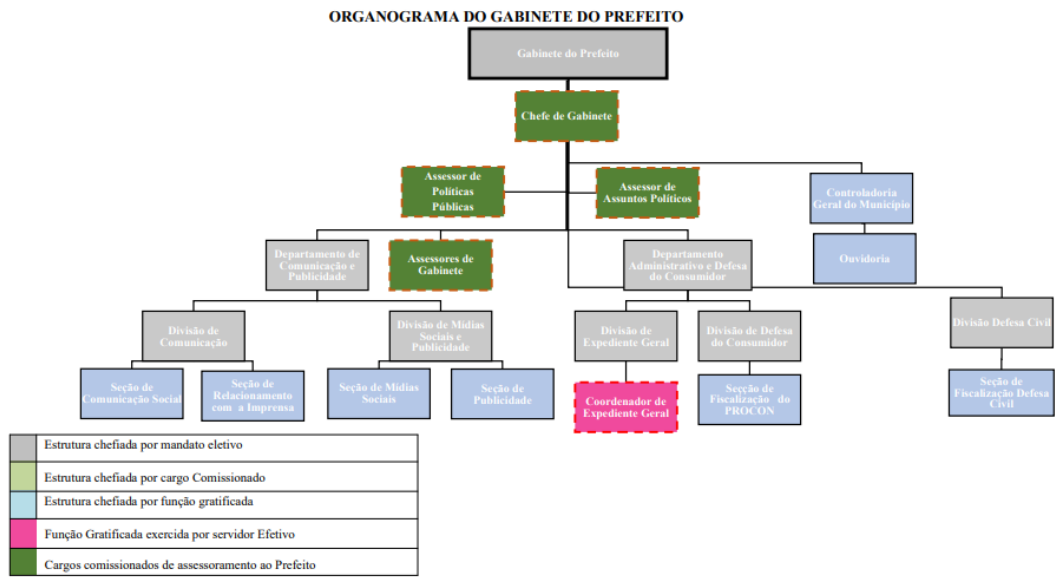 ORGANOGRAMA DO GABINETE DO PREFEITO
Gabinete do Prefeito
Chefe de Gabinete
Assessor de
Políticas
Públicas
Assessor de
Assuntos Políticos
Controladoria
Geral do Município
Ouvidoria
Departamento de
Comunicação e
Publicidade
Assessores de
Gabinete
Departamento
Administrativo e Defesa
do Consumidor
Divisão de
Comunicação
Divisão de Mídias
Sociais e
Publicidade
Divisão de
Expediente Geral
Divisão de Defesa
do Consumidor
Divisão Defesa Civil
Seção de
Comunicação Social
Seção de
Relacionamento
com a Imprensa
Seção de Mídias
Sociais
Seção de
Publicidade
Coordenador de
Expediente Geral
Secção de
Fiscalização do
PROCON
Seção de
Fiscalização Defesa
Civil
Estrutura chefiada por mandato eletivo
Estrutura chefiada por cargo Comissionado
Estrutura chefiada por função gratificada
Função Gratificada exercida por servidor Efetivo
Cargos comissionados de assessoramento ao Prefeito